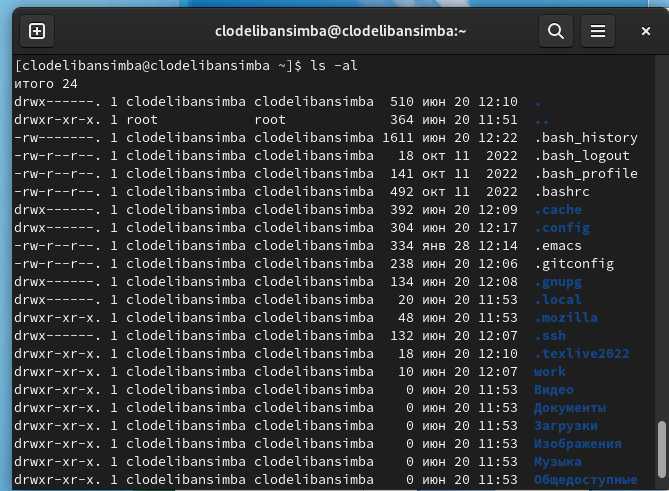 clodelibansimba@clodelibansimba:~
[clodelibansimba@clodelibansimba ~]$ ls -al
итого 24
drwx------. 1 clodelibansimba clodelibansimba 510 июн 20 12:10 .
drwxr-xr-x. 1 root root 364 июн 20 11:51 ..
-rw-------. 1 clodelibansimba clodelibansimba 1611 июн 20 12:22 .bash_history
-rw-r--r--. 1 clodelibansimba clodelibansimba 18 окт 11 2022 .bash_logout
-rw-r--r--. 1 clodelibansimba clodelibansimba 141 окт 11 2022 .bash_profile
-rw-r--r--. 1 clodelibansimba clodelibansimba 492 окт 11 2022 .bashrc
drwx------. 1 clodelibansimba clodelibansimba 392 июн 20 12:09 .cache
drwx------. 1 clodelibansimba clodelibansimba 304 июн 20 12:17 .config
-rw-r--r--. 1 clodelibansimba clodelibansimba 334 янв 28 12:14 .emacs
-rw-r--r--. 1 clodelibansimba clodelibansimba 238 июн 20 12:06 .gitconfig
drwx------. 1 clodelibansimba clodelibansimba 134 июн 20 12:08 .gnupg
drwx------. 1 clodelibansimba clodelibansimba 20 июн 20 11:53 .local
drwxr-xr-x. 1 clodelibansimba clodelibansimba 48 июн 20 11:53 .mozilla
drwx------. 1 clodelibansimba clodelibansimba 132 июн 20 12:07 .ssh
drwxr-xr-x. 1 clodelibansimba clodelibansimba 18 июн 20 12:10 .texlive2022
drwxr-xr-x. 1 clodelibansimba clodelibansimba 10 июн 20 12:07 work
drwxr-xr-x. 1 clodelibansimba clodelibansimba 0 июн 20 11:53 Видео
drwxr-xr-x. 1 clodelibansimba clodelibansimba 0 июн 20 11:53 Документы
drwxr-xr-x. 1 clodelibansimba clodelibansimba 0 июн 20 11:53 Загрузки
drwxr-xr-x. 1 clodelibansimba clodelibansimba 0 июн 20 11:53 Изображения
drwxr-xr-x. 1 clodelibansimba clodelibansimba 0 июн 20 11:53 Музыка
drwxr-xr-x. 1 clodelibansimba clodelibansimba 0 июн 20 11:53 Общедоступные